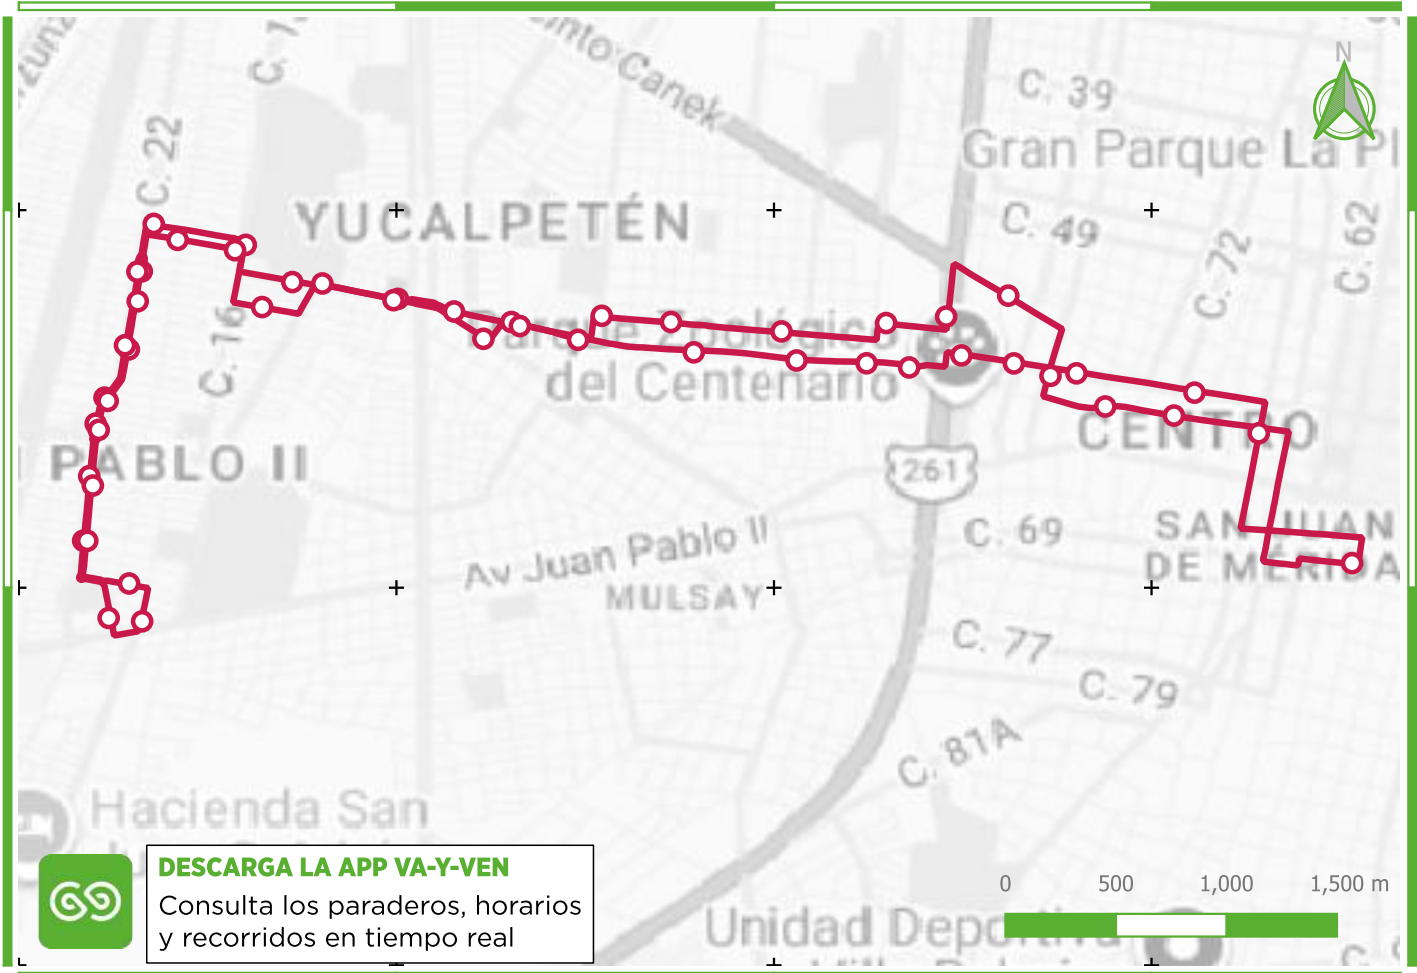 C. 39
Gran Parque La Pl
C. 22
YUCALPETÉN
C. 49
C. 72
C. 62
N
C. 16
Parque Zoológico
del Centenario
CENTRO
PABLO II
261
C. 69
SAN JUAN
DE MÉRIDA
Av Juan Pablo II
MULSAY
C. 77
C. 79
C. 81A
Hacienda San
DESCARGA LA APP VA-Y-VEN
Consulta los paraderos, horarios
y recorridos en tiempo real
0 500 1,000 1,500 m
Unidad Deportiva